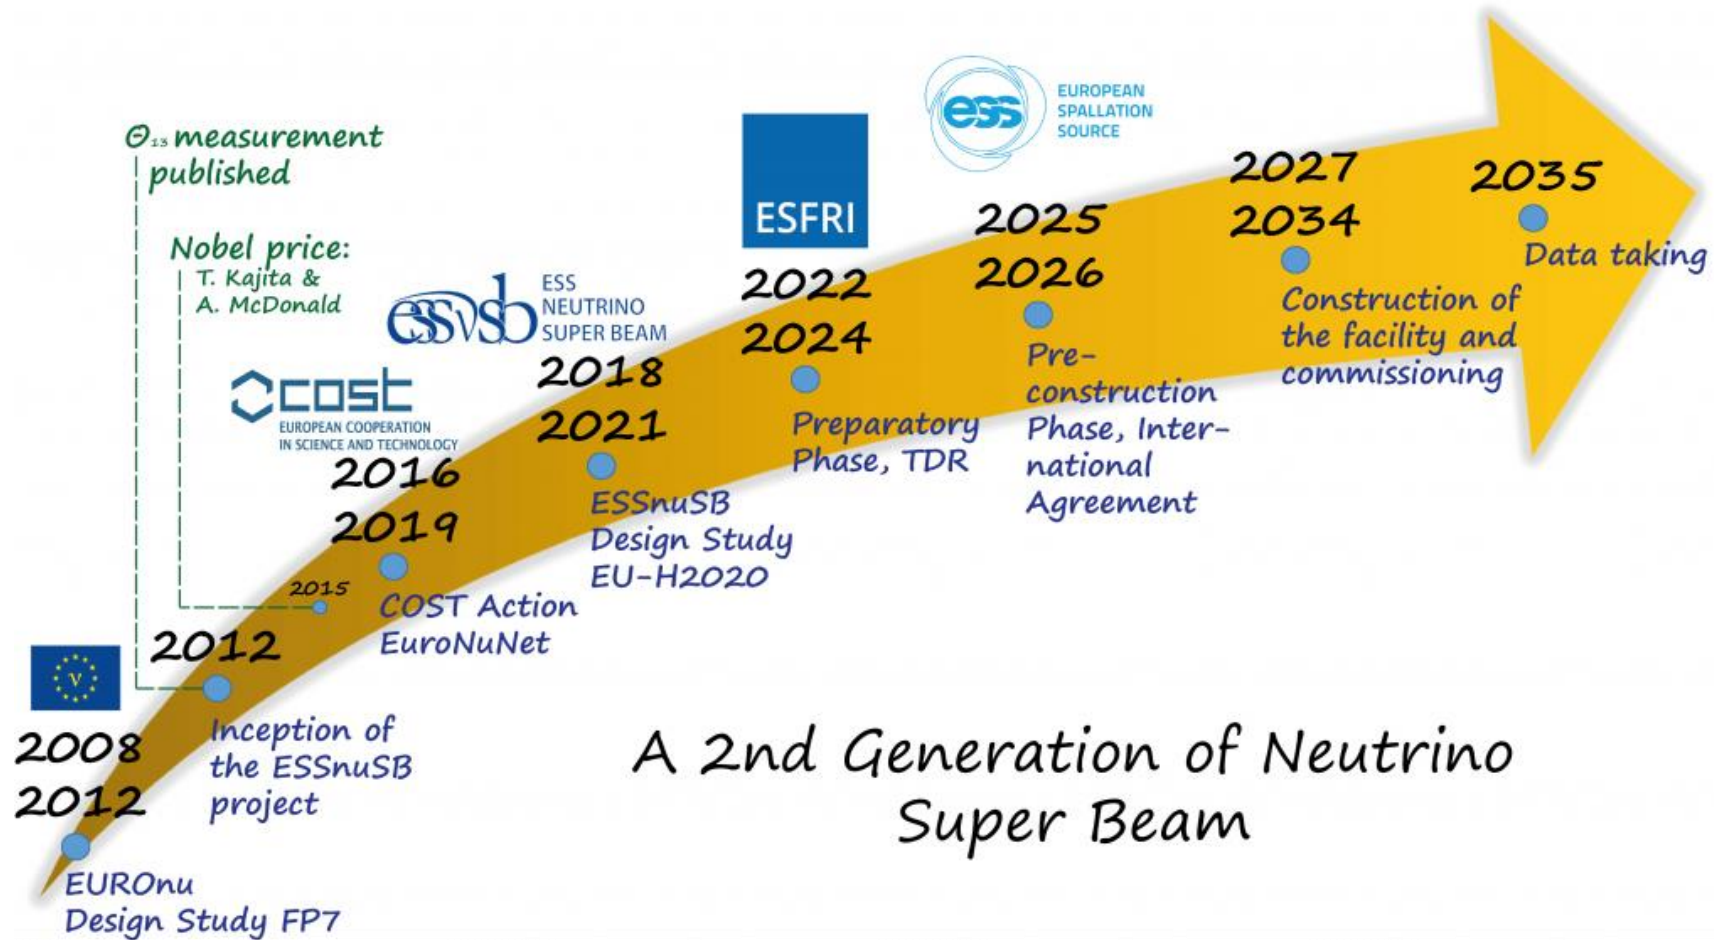 Θ₁₃ measurement
published
Nobel price:
T. Kajita &
A. McDonald
COST
EUROPEAN COOPERATION
IN SCIENCE AND TECHNOLOGY
essνsb
ESS
NEUTRINO
SUPER BEAM
ESFRI
ess
EUROPEAN
SPALLATION
SOURCE
ν
2008
2012
EUROnu
Design Study FP7
2012
Inception of
the ESSnuSB
project
2015
2016
2019
COST Action
EuroNuNet
2018
2021
ESSnuSB
Design Study
EU-H2020
2022
2024
Preparatory
Phase, TDR
2025
2026
Pre-
construction
Phase, Inter-
national
Agreement
2027
2034
Construction of
the facility and
commissioning
2035
Data taking
A 2nd Generation of Neutrino
Super Beam